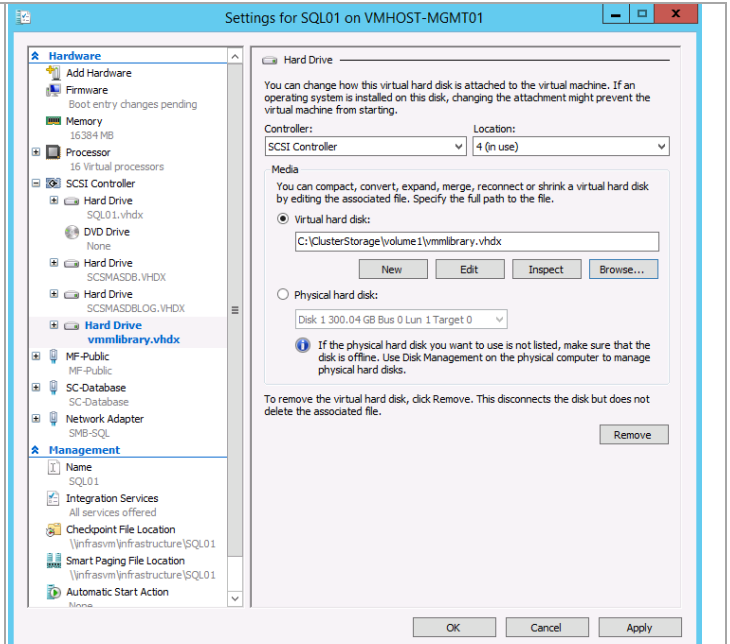 Settings for SQL01 on VMHOST-MGMT01
Hardware
Add Hardware
Firmware
Boot entry changes pending
Memory
16384 MB
Processor
16 Virtual processors
SCSI Controller
Hard Drive
SQL01.vhdx
DVD Drive
None
Hard Drive
SCSMASDB.VHDX
Hard Drive
SCSMASDBLOG.VHDX
Hard Drive
vmmlibrary.vhdx
MF-Public
MF-Public
SC-Database
SC-Database
Network Adapter
SMB-SQL
Management
Name
SQL01
Integration Services
All services offered
Checkpoint File Location
\\infrasvm\infrastructure\SQL01
Smart Paging File Location
\\infrasvm\infrastructure\SQL01
Automatic Start Action
None
Hard Drive
You can change how this virtual hard disk is attached to the virtual machine. If an
operating system is installed on this disk, changing the attachment might prevent the
virtual machine from starting.
Controller: Location:
SCSI Controller 4 (in use)
Media
You can compact, convert, expand, merge, reconnect or shrink a virtual hard disk
by editing the associated file. Specify the full path to the file.
Virtual hard disk:
C:\ClusterStorage\volume1\vmmlibrary.vhdx
New Edit Inspect Browse...
Physical hard disk:
Disk 1 300.04 GB Bus 0 Lun 1 Target 0
If the physical hard disk you want to use is not listed, make sure that the
disk is offline. Use Disk Management on the physical computer to manage
physical hard disks.
To remove the virtual hard disk, click Remove. This disconnects the disk but does not
delete the associated file.
Remove
OK Cancel Apply